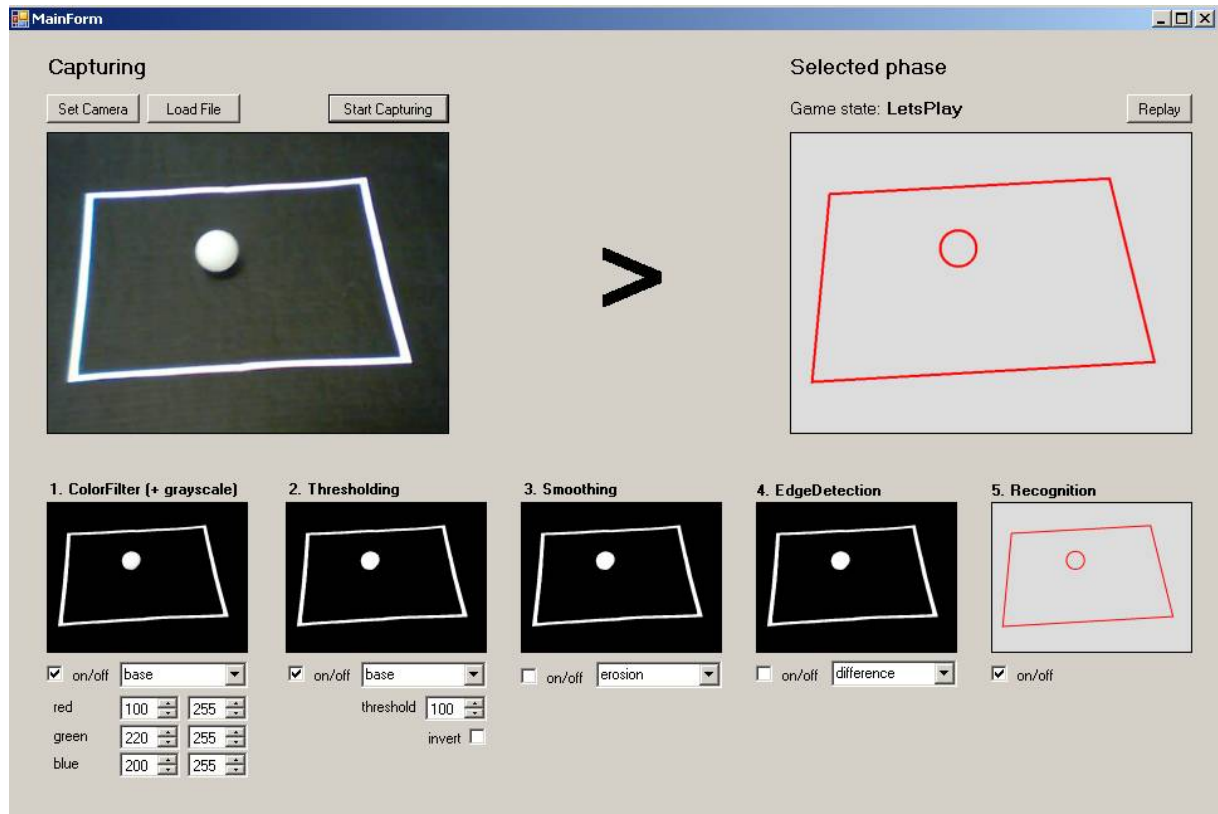 MainForm
Capturing
Selected phase
Set Camera Load File Start Capturing
Game state: LetsPlay Replay
>
1. ColorFilter (+ grayscale) 2. Thresholding 3. Smoothing 4. EdgeDetection 5. Recognition
on/off base on/off base on/off erosion on/off difference on/off
red 100 255 threshold 100
green 220 255 invert
blue 200 255